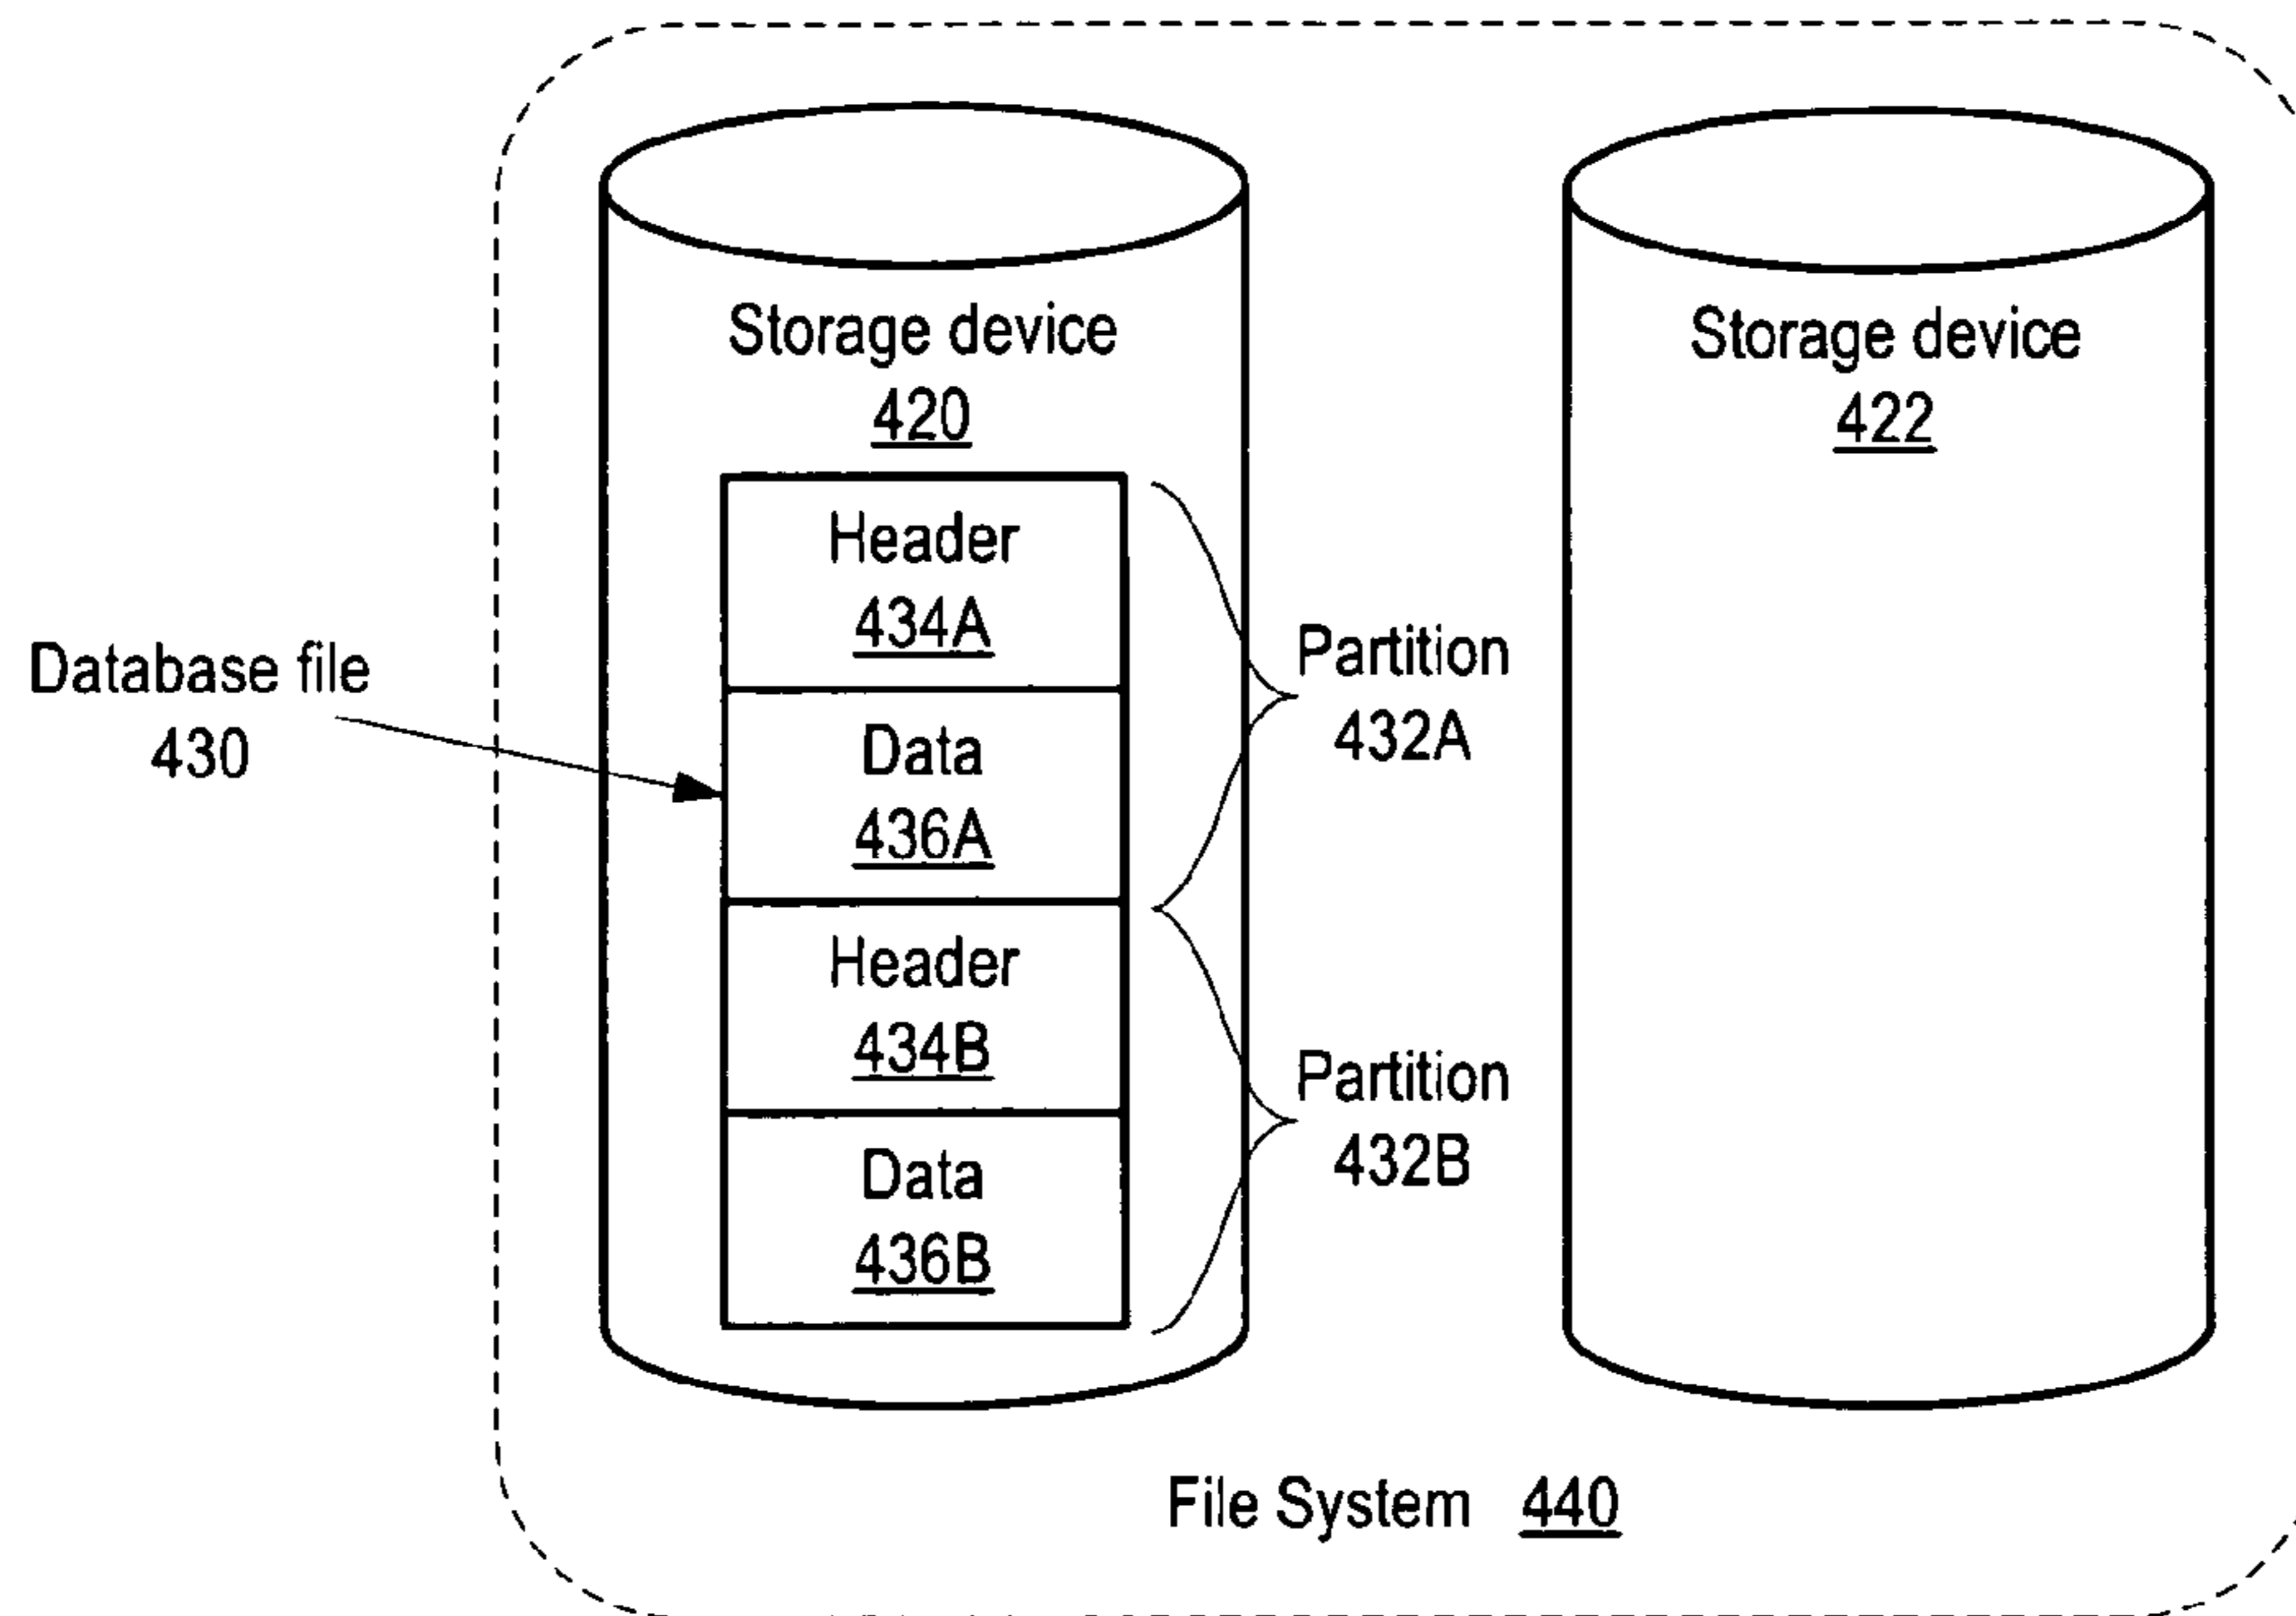 Storage device
420
Storage device
422
Header
434A
Data
436A
Header
434B
Data
436B
Database file
430
Partition
432A
Partition
432B
File System 440